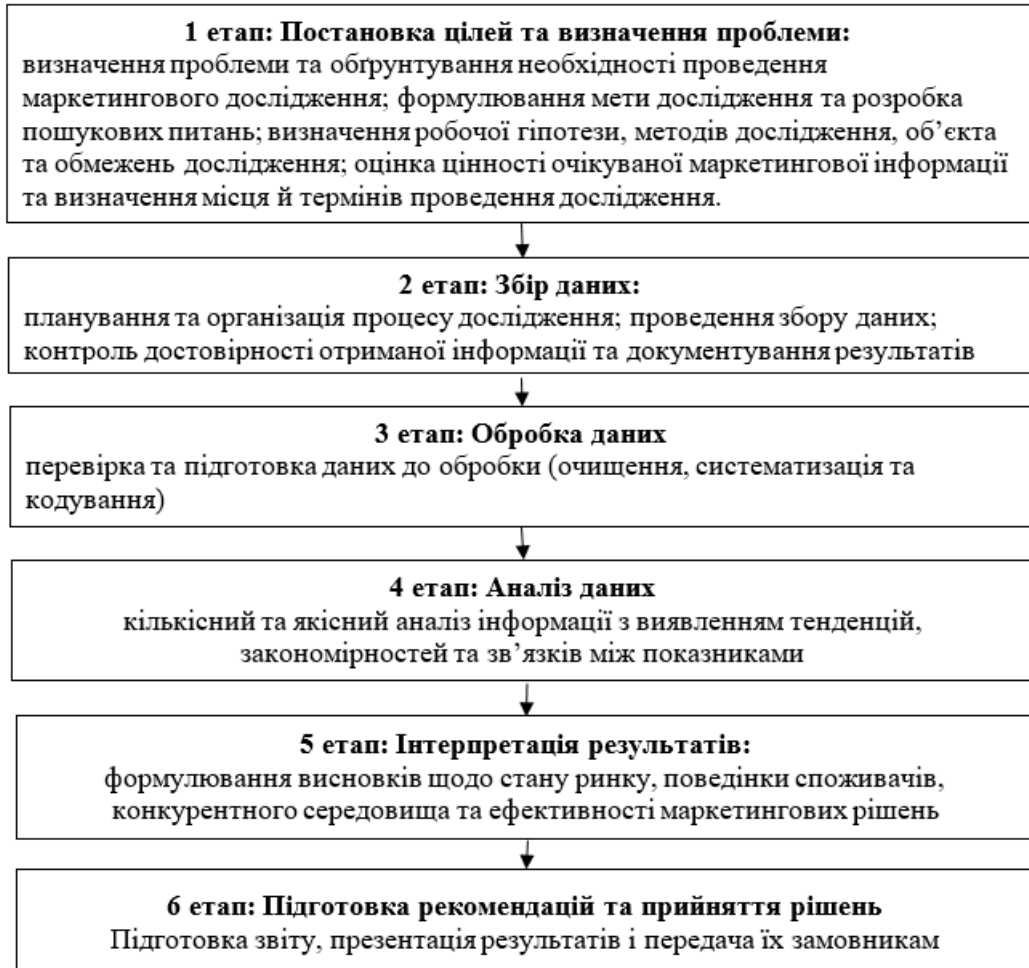 1 етап: Постановка цілей та визначення проблеми:
визначення проблеми та обґрунтування необхідності проведення
маркетингового дослідження; формулювання мети дослідження та розробка
пошукових питань; визначення робочої гіпотези, методів дослідження, об’єкта
та обмежень дослідження; оцінка цінності очікуваної маркетингової інформації
та визначення місця й термінів проведення дослідження.
2 етап: Збір даних:
планування та організація процесу дослідження; проведення збору даних;
контроль достовірності отриманої інформації та документування результатів
3 етап: Обробка даних
перевірка та підготовка даних до обробки (очищення, систематизація та
кодування)
4 етап: Аналіз даних
кількісний та якісний аналіз інформації з виявленням тенденцій,
закономірностей та зв’язків між показниками
5 етап: Інтерпретація результатів:
формулювання висновків щодо стану ринку, поведінки споживачів,
конкурентного середовища та ефективності маркетингових рішень
6 етап: Підготовка рекомендацій та прийняття рішень
Підготовка звіту, презентація результатів і передача їх замовникам